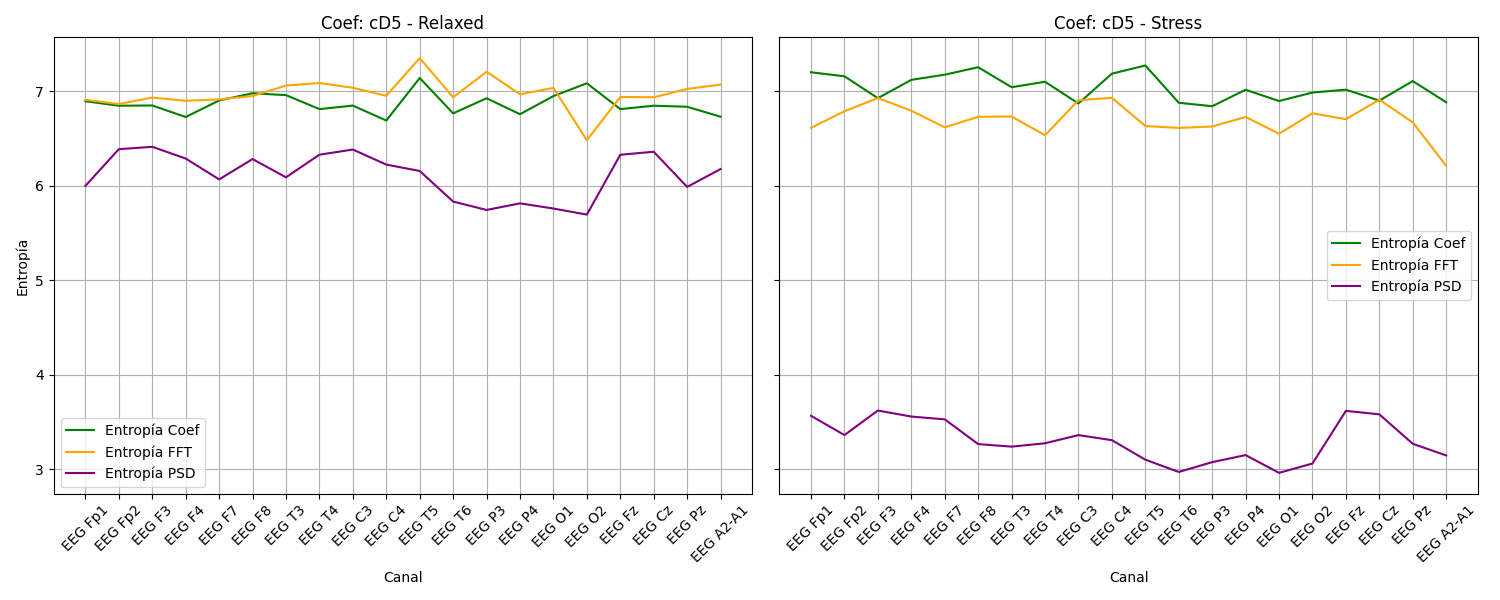 Coef: cD5 - Relaxed
Entropía
7
6
5
4
3
Entropía Coef
Entropía FFT
Entropía PSD
EEG Fp1
EEG Fp2
EEG F3
EEG F4
EEG F7
EEG F8
EEG T3
EEG T4
EEG C3
EEG C4
EEG T5
EEG T6
EEG P3
EEG P4
EEG O1
EEG O2
EEG Fz
EEG Cz
EEG Pz
EEG A2-A1
Canal
Coef: cD5 - Stress
Entropía Coef
Entropía FFT
Entropía PSD
EEG Fp1
EEG Fp2
EEG F3
EEG F4
EEG F7
EEG F8
EEG T3
EEG T4
EEG C3
EEG C4
EEG T5
EEG T6
EEG P3
EEG P4
EEG O1
EEG O2
EEG Fz
EEG Cz
EEG Pz
EEG A2-A1
Canal